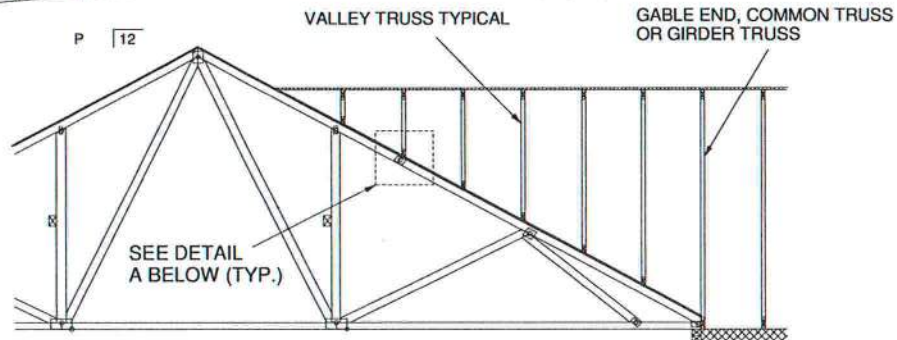 VALLEY TRUSS TYPICAL
GABLE END, COMMON TRUSS
OR GIRDER TRUSS
P 12
SEE DETAIL
A BELOW (TYP.)